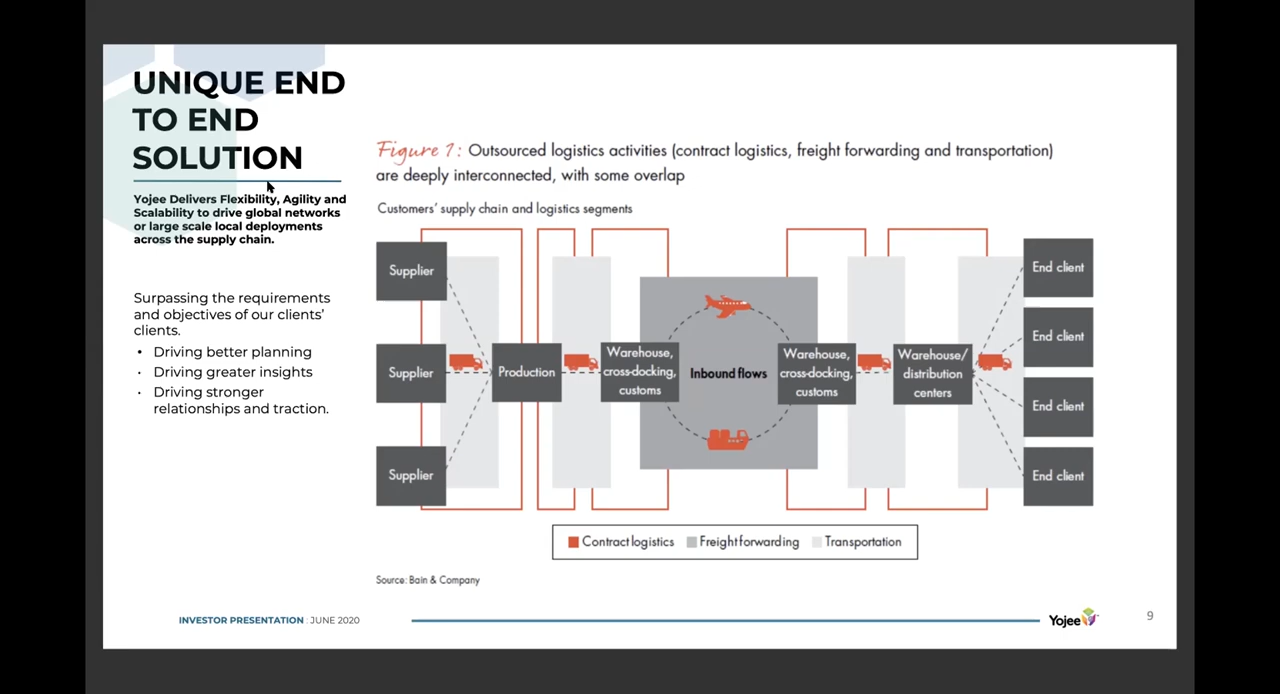 UNIQUE END
TO END
SOLUTION
Yojee Delivers Flexibility, Agility and
Scalability to drive global networks
or large scale local deployments
across the supply chain.
Surpassing the requirements
and objectives of our clients'
clients.
• Driving better planning
• Driving greater insights
• Driving stronger
relationships and traction.
Figure 1: Outsourced logistics activities (contract logistics, freight forwarding and transportation)
are deeply interconnected, with some overlap
Customers' supply chain and logistics segments
Supplier
Supplier
Supplier
Production
Warehouse,
cross-docking,
customs
Inbound flows
Warehouse,
cross-docking,
customs
Warehouse/
distribution
centers
End client
End client
End client
End client
Contract logistics
Freight forwarding
Transportation
Source: Bain & Company
INVESTOR PRESENTATION . JUNE 2020
Yojee
9